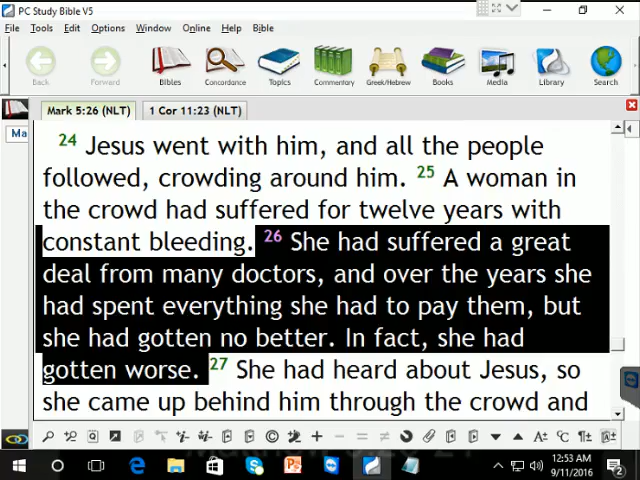 PC Study Bible V5
File Tools Edit Options Window Online Help Bible
Back Forward Bibles Concordance Topics Commentary Greek/Hebrew Books Media Library Search
Mark 5:26 (NLT) 1 Cor 11:23 (NLT)
Ma
24 Jesus went with him, and all the people
followed, crowding around him. 25 A woman in
the crowd had suffered for twelve years with
constant bleeding. 26 She had suffered a great
deal from many doctors, and over the years she
had spent everything she had to pay them, but
she had gotten no better. In fact, she had
gotten worse. 27 She had heard about Jesus, so
she came up behind him through the crowd and
12:53 AM
9/11/2016
2